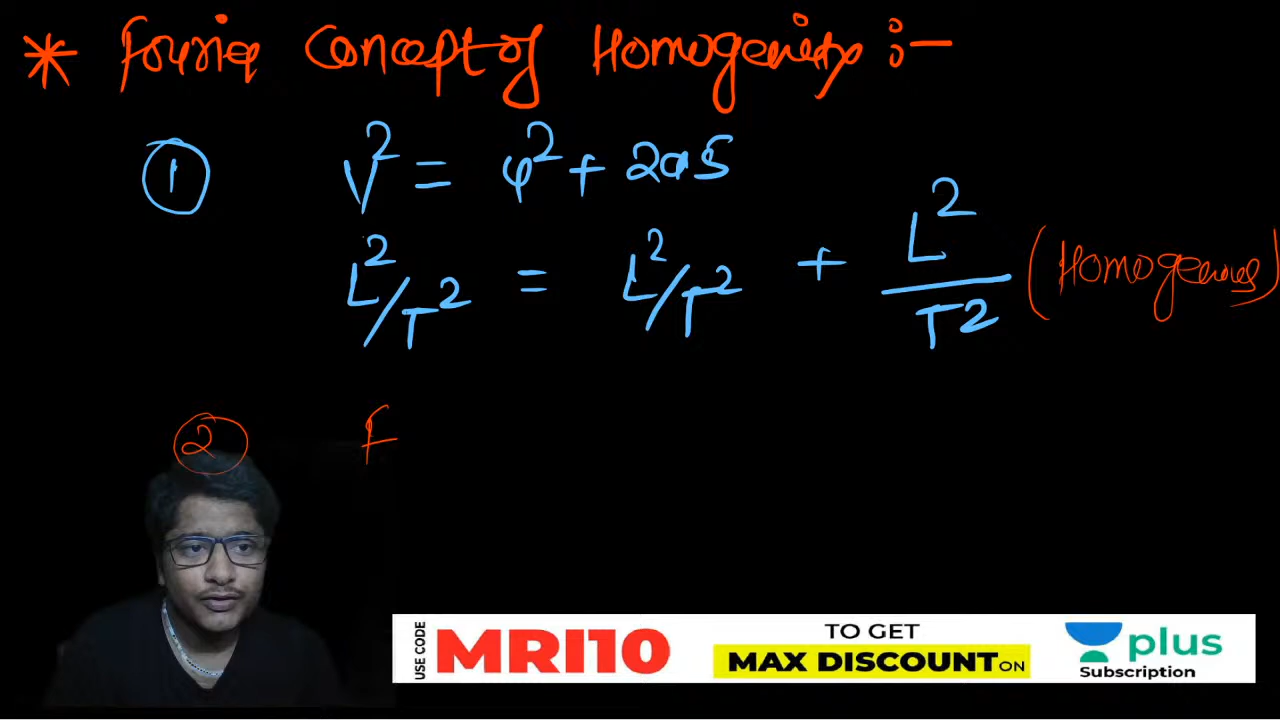 * Fourier Concept of Homogeneity :-
① V² = u² + 2as
L²/T² = L²/T² + L²/T² (Homogenous)
② F
USE CODE MRI10 TO GET MAX DISCOUNT ON plus Subscription